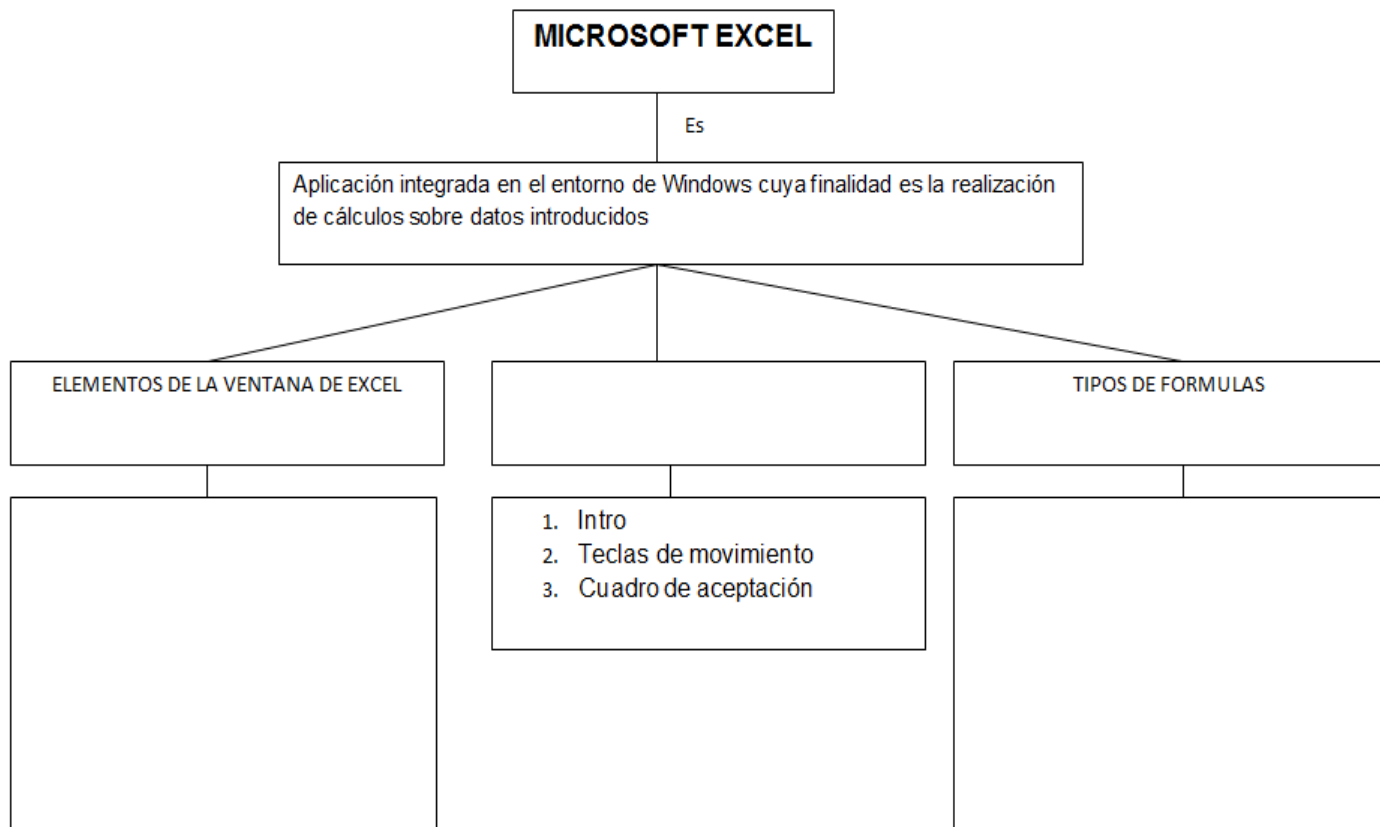 MICROSOFT EXCEL
Es
Aplicación integrada en el entorno de Windows cuya finalidad es la realización
de cálculos sobre datos introducidos
ELEMENTOS DE LA VENTANA DE EXCEL
TIPOS DE FORMULAS
1. Intro
2. Teclas de movimiento
3. Cuadro de aceptación